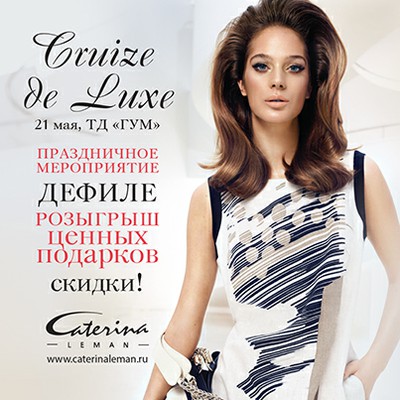 Cruize
de Luxe
21 мая, ТД «ГУМ»
ПРАЗДНИЧНОЕ
МЕРОПРИЯТИЕ
ДЕФИЛЕ
РОЗЫГРЫШ
ЦЕННЫХ
ПОДАРКОВ
СКИДКИ!
Caterina
LEMAN
www.caterinaleman.ru